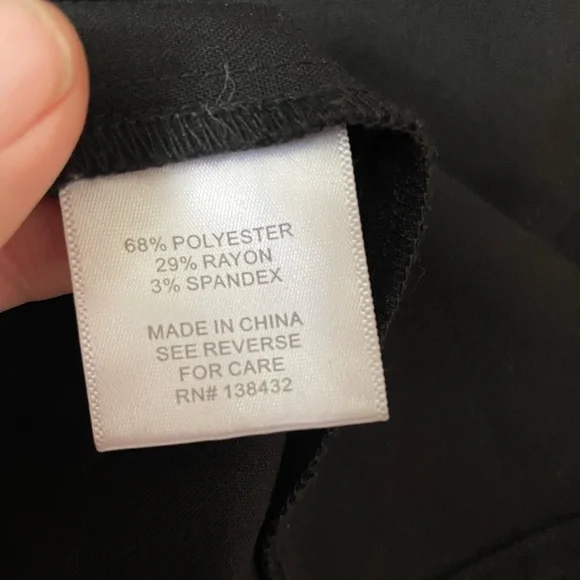 68% POLYESTER
29% RAYON
3% SPANDEX
MADE IN CHINA
SEE REVERSE
FOR CARE
RN# 138432